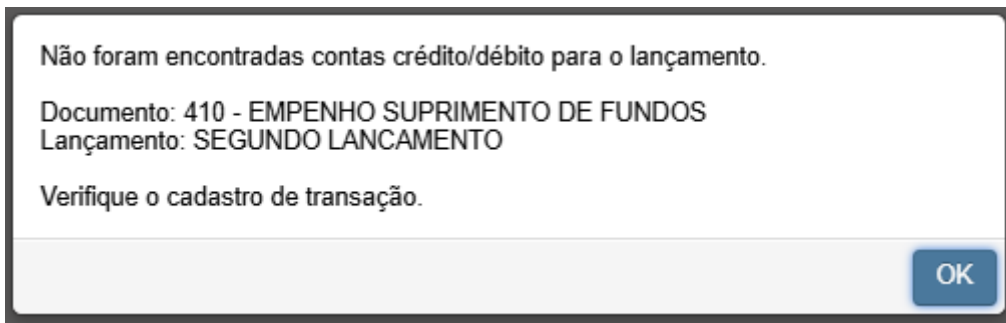 Não foram encontradas contas crédito/débito para o lançamento.
Documento: 410 - EMPENHO SUPRIMENTO DE FUNDOS
Lançamento: SEGUNDO LANCAMENTO
Verifique o cadastro de transação.
OK